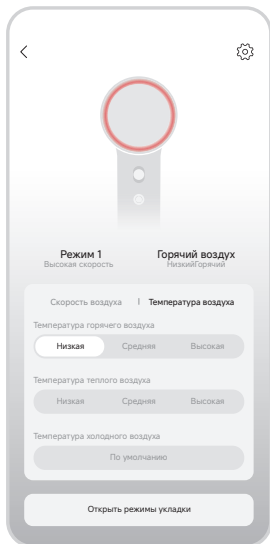 Режим 1 Горячий воздух
Высокая скорость НизкийГорячий
Скорость воздуха | Температура воздуха
Температура горячего воздуха
Низкая Средняя Высокая
Температура теплого воздуха
Низкая Средняя Высокая
Температура холодного воздуха
По умолчанию
Открыть режимы укладки